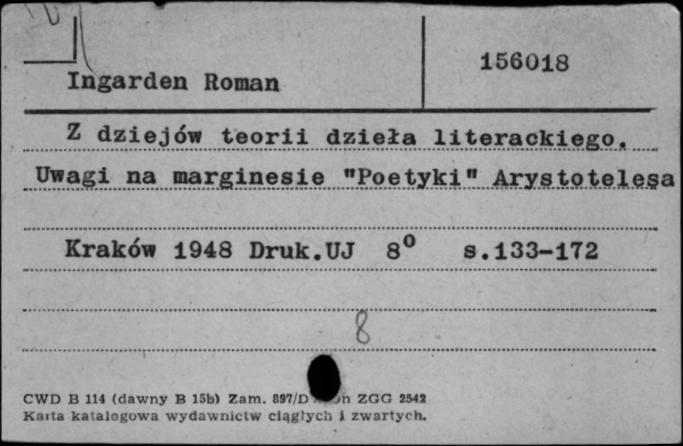 156018
Ingarden Roman
Z dziejów teorii dzieła literackiego.
Uwagi na marginesie "Poetyki" Arystotelesa
Kraków 1948 Druk.UJ 8° s.133-172
8
CWD B 114 (dawny B 15b) Zam. 897/D ZGG 2542
Karta katalogowa wydawnictw ciągłych i zwartych.